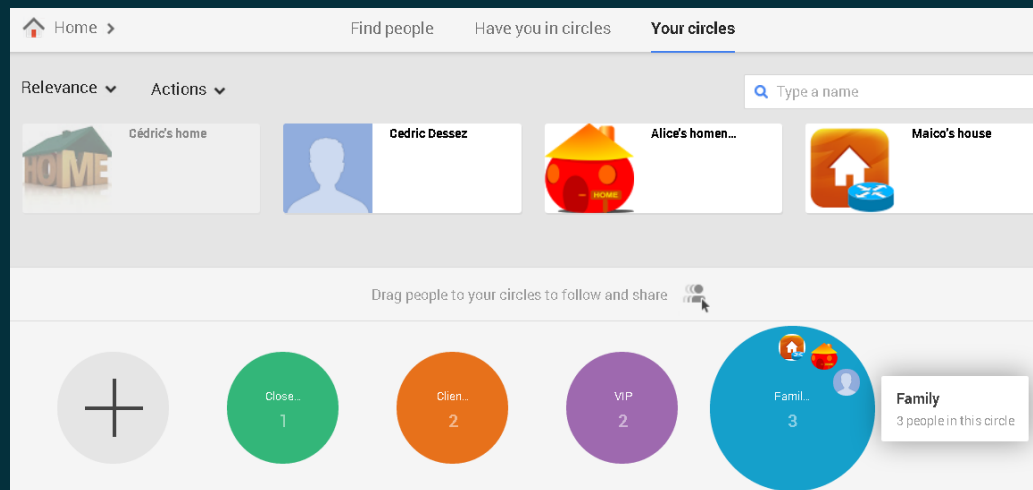 Home >
Find people
Have you in circles
Your circles
Relevance
Actions
Type a name
Cédric's home
Cedric Dessez
Alice's homen...
Maico's house
HOME
HOME
Drag people to your circles to follow and share
Close...
1
Clien...
2
VIP
2
Famil...
3
Family
3 people in this circle